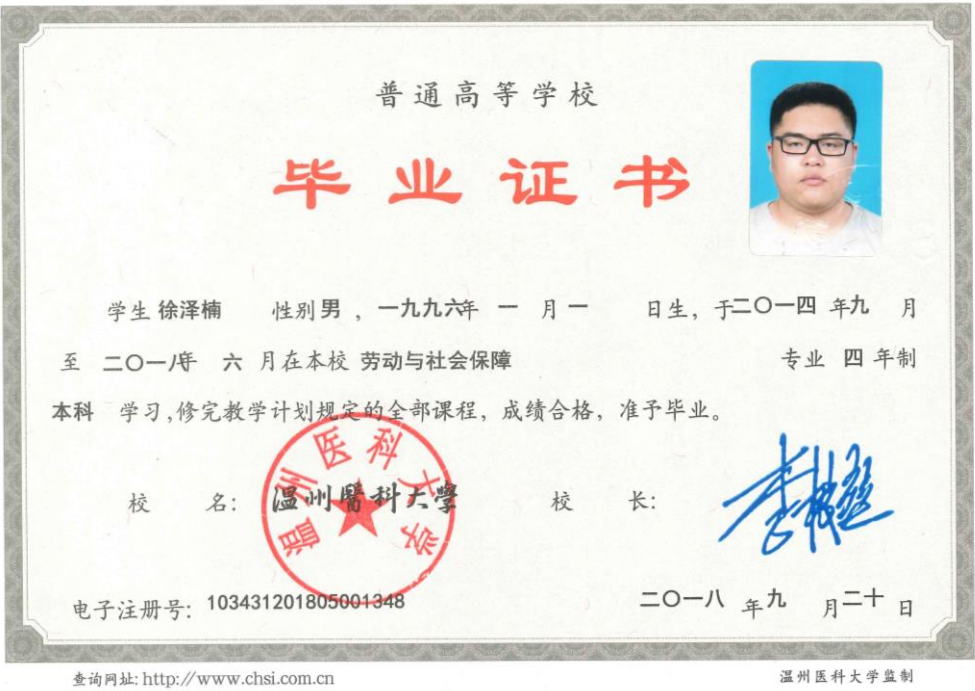 普通高等学校
毕业证书
学生 徐泽楠 性别 男 ，一九九六年 一 月 一 日生，于二〇一四 年九 月
至 二〇一八年 六 月在本校 劳动与社会保障 专业 四 年制
本科 学习,修完教学计划规定的全部课程，成绩合格，准予毕业。
温州医科大学
校 名： 温州醫科大學 校 长：
电子注册号： 103431201805001348 二〇一八 年九 月二十 日
查询网址: http://www.chsi.com.cn 温州医科大学监制